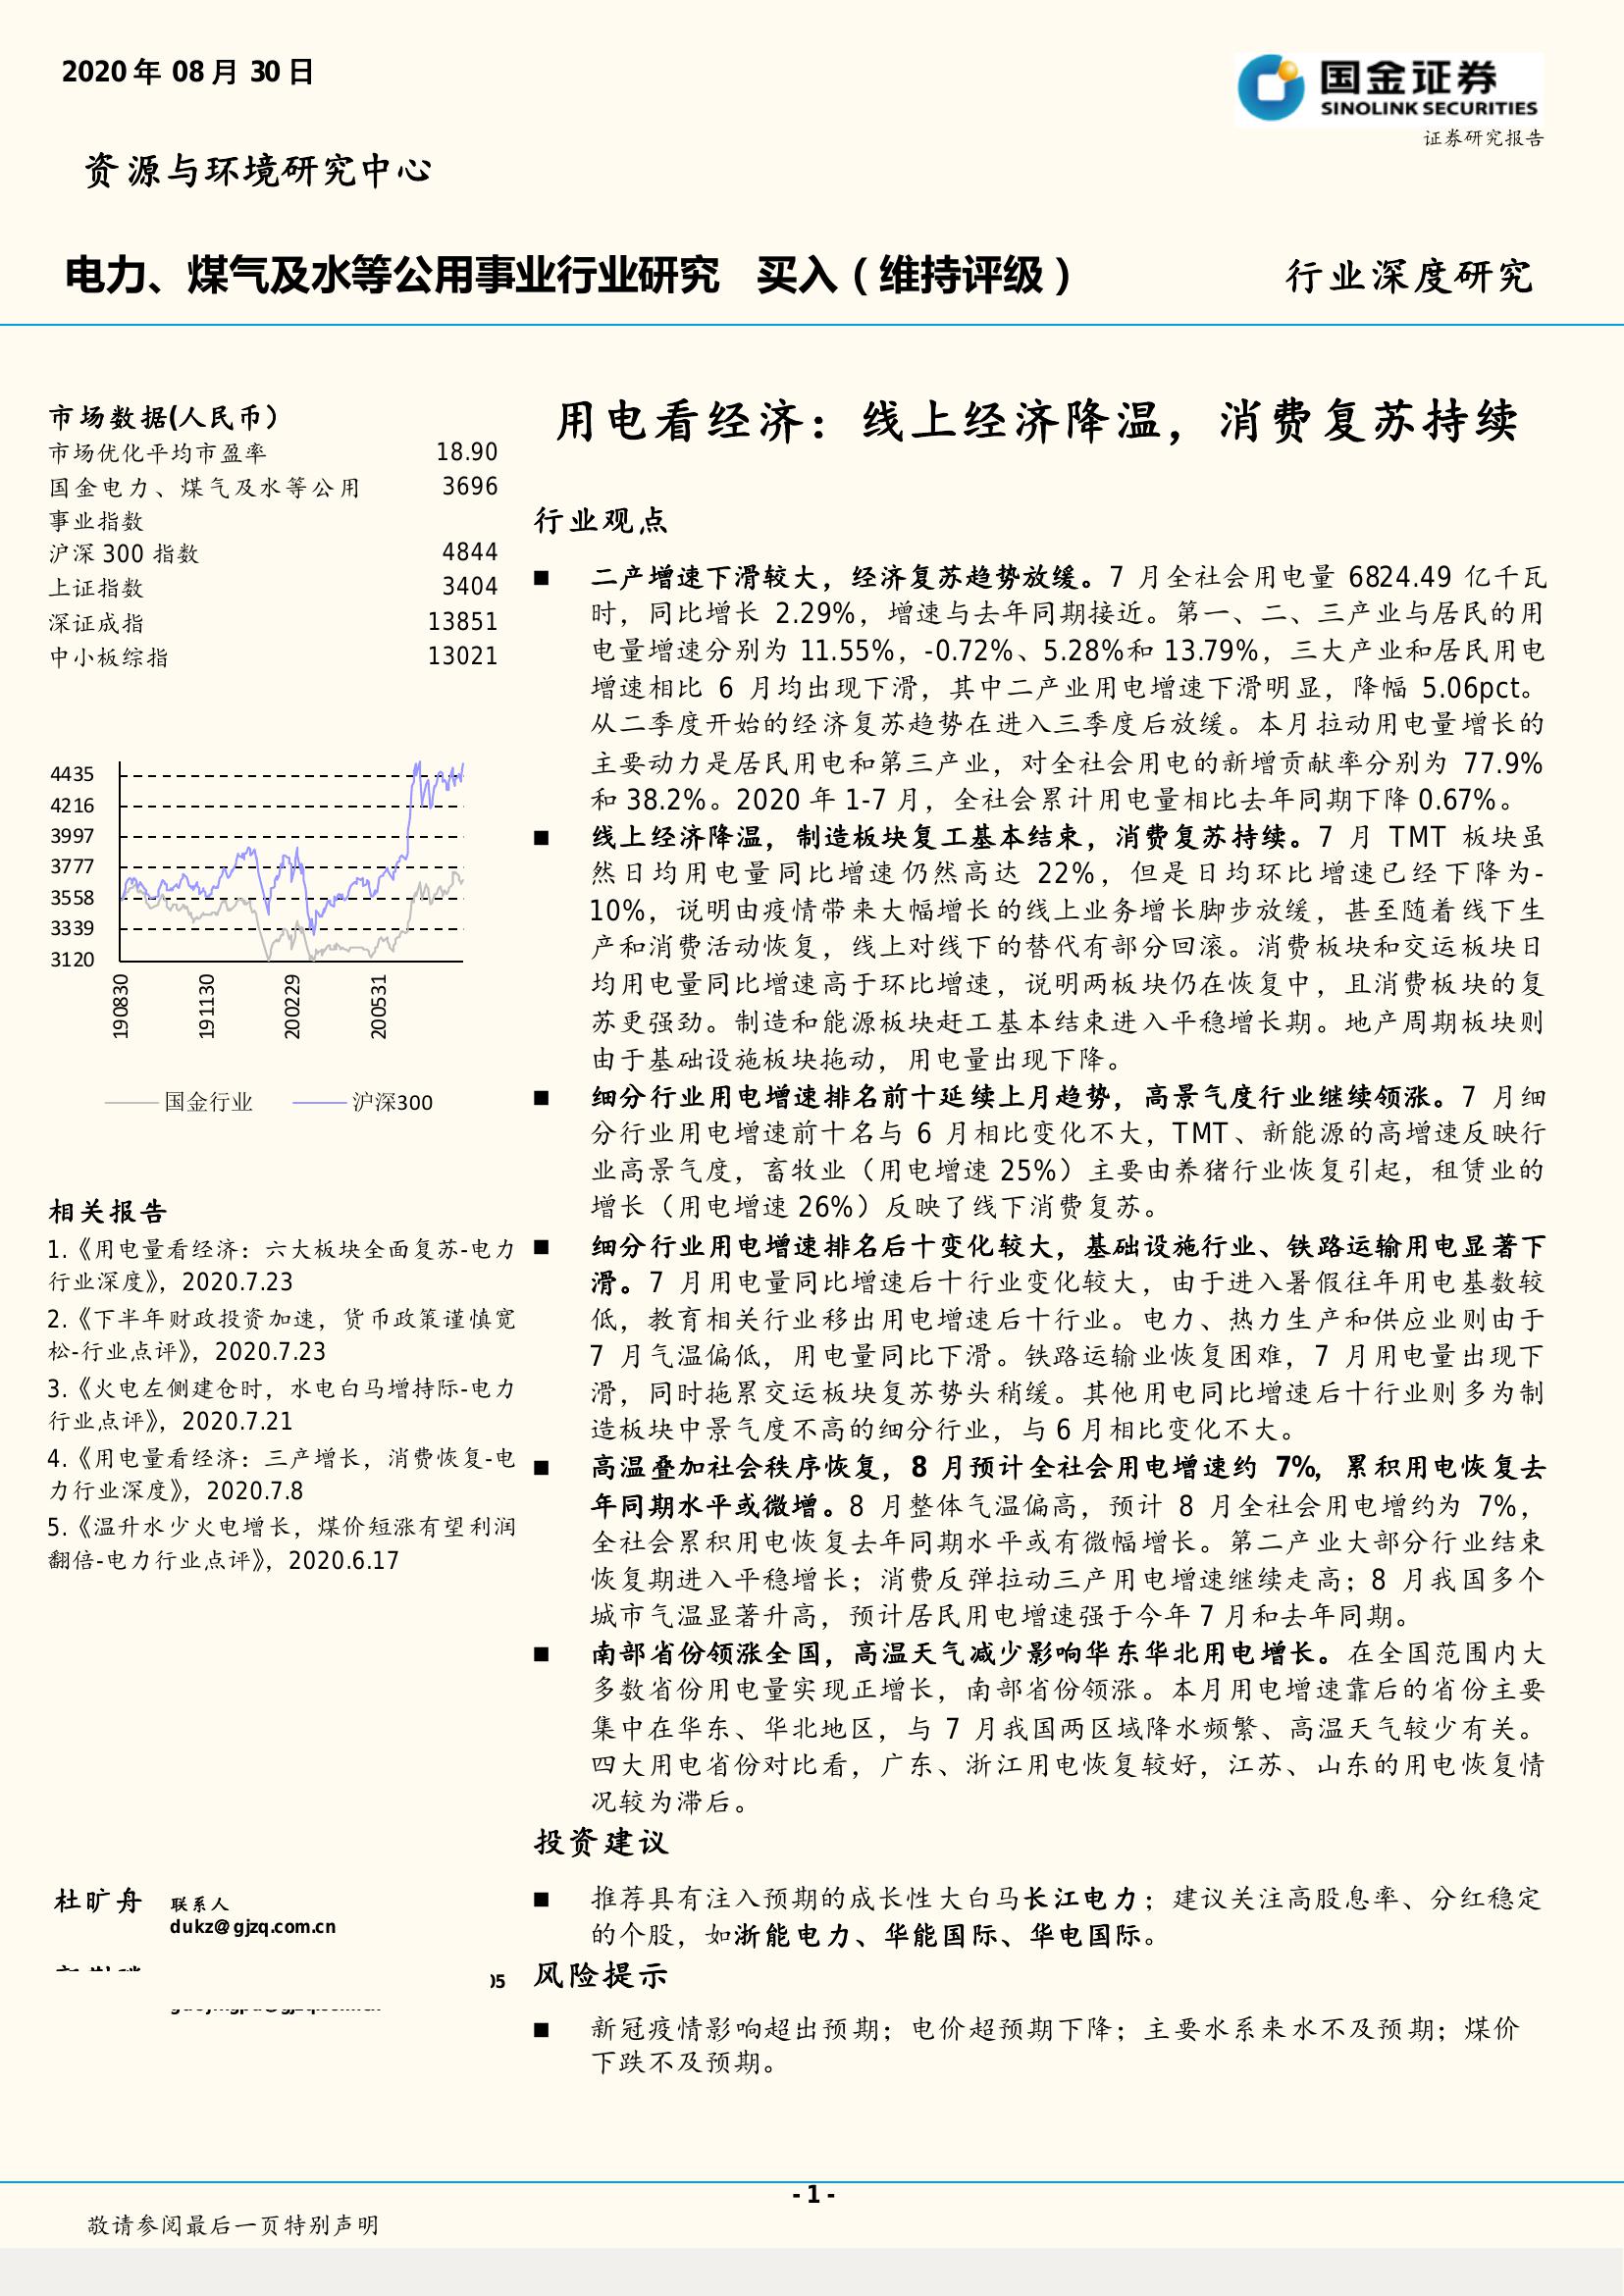 2020年08月30日
国金证券
SINOLINK SECURITIES
证券研究报告
资源与环境研究中心
电力、煤气及水等公用事业行业研究 买入（维持评级） 行业深度研究
市场数据(人民币）
市场优化平均市盈率 18.90
国金电力、煤气及水等公用 3696
事业指数
沪深 300 指数 4844
上证指数 3404
深证成指 13851
中小板综指 13021
4435
4216
3997
3777
3558
3339
3120
190830
191130
200229
200531
国金行业 沪深300
相关报告
1.《用电量看经济：六大板块全面复苏-电力
行业深度》，2020.7.23
2.《下半年财政投资加速，货币政策谨慎宽
松-行业点评》，2020.7.23
3.《火电左侧建仓时，水电白马增持际-电力
行业点评》，2020.7.21
4.《用电量看经济：三产增长，消费恢复-电
力行业深度》，2020.7.8
5.《温升水少火电增长，煤价短涨有望利润
翻倍-电力行业点评》，2020.6.17
杜旷舟 联系人
dukz@gjzq.com.cn
用电看经济：线上经济降温，消费复苏持续
行业观点
■ 二产增速下滑较大，经济复苏趋势放缓。7 月全社会用电量 6824.49 亿千瓦
时，同比增长 2.29%，增速与去年同期接近。第一、二、三产业与居民的用
电量增速分别为 11.55%，-0.72%、5.28%和 13.79%，三大产业和居民用电
增速相比 6 月均出现下滑，其中二产业用电增速下滑明显，降幅 5.06pct。
从二季度开始的经济复苏趋势在进入三季度后放缓。本月拉动用电量增长的
主要动力是居民用电和第三产业，对全社会用电的新增贡献率分别为 77.9%
和 38.2%。2020 年 1-7 月，全社会累计用电量相比去年同期下降 0.67%。
■ 线上经济降温，制造板块复工基本结束，消费复苏持续。7 月 TMT 板块虽
然日均用电量同比增速仍然高达 22%，但是日均环比增速已经下降为-
10%，说明由疫情带来大幅增长的线上业务增长脚步放缓，甚至随着线下生
产和消费活动恢复，线上对线下的替代有部分回滚。消费板块和交运板块日
均用电量同比增速高于环比增速，说明两板块仍在恢复中，且消费板块的复
苏更强劲。制造和能源板块赶工基本结束进入平稳增长期。地产周期板块则
由于基础设施板块拖动，用电量出现下降。
■ 细分行业用电增速排名前十延续上月趋势，高景气度行业继续领涨。7 月细
分行业用电增速前十名与 6 月相比变化不大，TMT、新能源的高增速反映行
业高景气度，畜牧业（用电增速 25%）主要由养猪行业恢复引起，租赁业的
增长（用电增速 26%）反映了线下消费复苏。
■ 细分行业用电增速排名后十变化较大，基础设施行业、铁路运输用电显著下
滑。7 月用电量同比增速后十行业变化较大，由于进入暑假往年用电基数较
低，教育相关行业移出用电增速后十行业。电力、热力生产和供应业则由于
7 月气温偏低，用电量同比下滑。铁路运输业恢复困难，7 月用电量出现下
滑，同时拖累交运板块复苏势头稍缓。其他用电同比增速后十行业则多为制
造板块中景气度不高的细分行业，与 6 月相比变化不大。
■ 高温叠加社会秩序恢复，8 月预计全社会用电增速约 7%，累积用电恢复去
年同期水平或微增。8 月整体气温偏高，预计 8 月全社会用电增约为 7%，
全社会累积用电恢复去年同期水平或有微幅增长。第二产业大部分行业结束
恢复期进入平稳增长；消费反弹拉动三产用电增速继续走高；8 月我国多个
城市气温显著升高，预计居民用电增速强于今年 7 月和去年同期。
■ 南部省份领涨全国，高温天气减少影响华东华北用电增长。在全国范围内大
多数省份用电量实现正增长，南部省份领涨。本月用电增速靠后的省份主要
集中在华东、华北地区，与 7 月我国两区域降水频繁、高温天气较少有关。
四大用电省份对比看，广东、浙江用电恢复较好，江苏、山东的用电恢复情
况较为滞后。
投资建议
■ 推荐具有注入预期的成长性大白马长江电力；建议关注高股息率、分红稳定
的个股，如浙能电力、华能国际、华电国际。
风险提示
■ 新冠疫情影响超出预期；电价超预期下降；主要水系来水不及预期；煤价
下跌不及预期。
- 1 -
敬请参阅最后一页特别声明